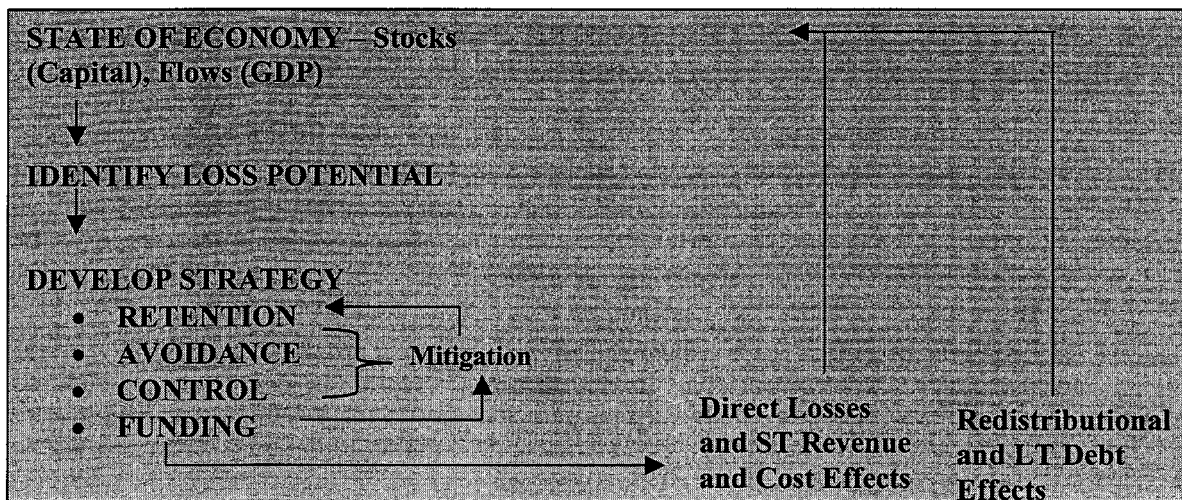 STATE OF ECONOMY—Stocks
(Capital), Flows (GDP)
IDENTIFY LOSS POTENTIAL
DEVELOP STRATEGY
• RETENTION
• AVOIDANCE
• CONTROL
• FUNDING
Mitigation
Direct Losses
and ST Revenue
and Cost Effects
Redistributional
and LT Debt
Effects